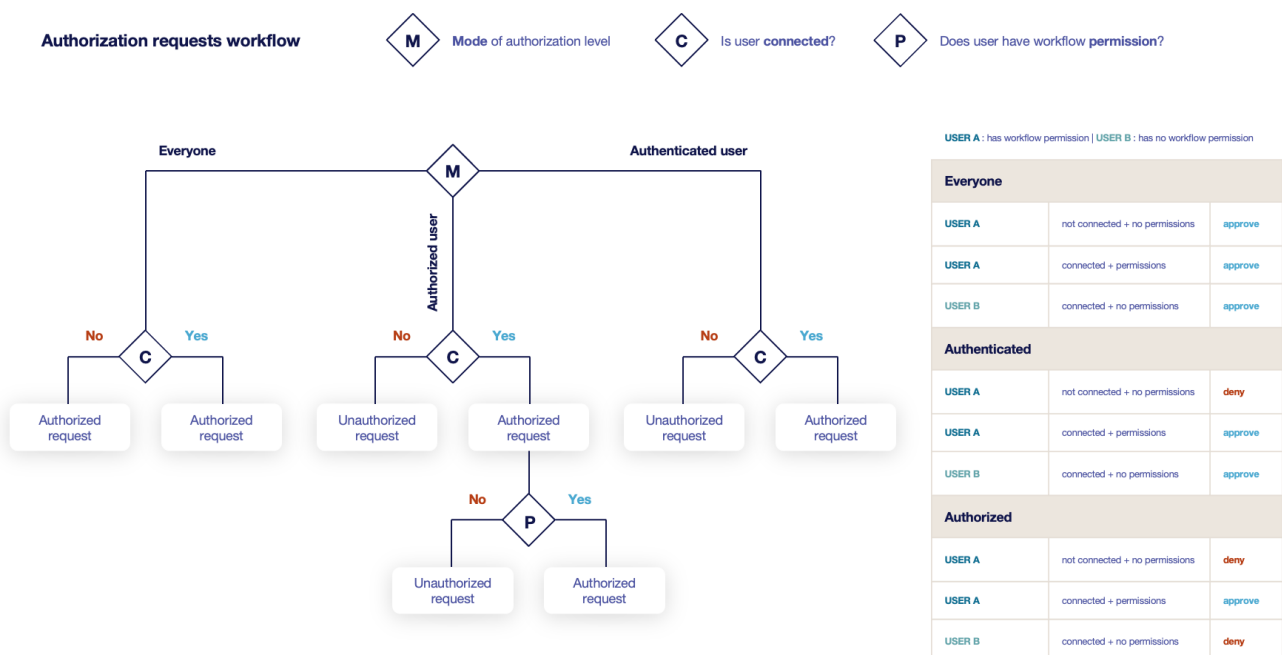 Authorization requests workflow
M
Mode of authorization level
C
Is user connected?
P
Does user have workflow permission?
Everyone
M
Authenticated user
Authorized user
No
Yes
C
Authorized
request
Authorized
request
No
Yes
C
Unauthorized
request
Authorized
request
No
Yes
P
Unauthorized
request
Authorized
request
No
Yes
C
Unauthorized
request
Authorized
request
USER A : has workflow permission | USER B : has no workflow permission
Everyone
USER A not connected + no permissions approve
USER A connected + permissions approve
USER B connected + no permissions approve
Authenticated
USER A not connected + no permissions deny
USER A connected + permissions approve
USER B connected + no permissions approve
Authorized
USER A not connected + no permissions deny
USER A connected + permissions approve
USER B connected + no permissions deny